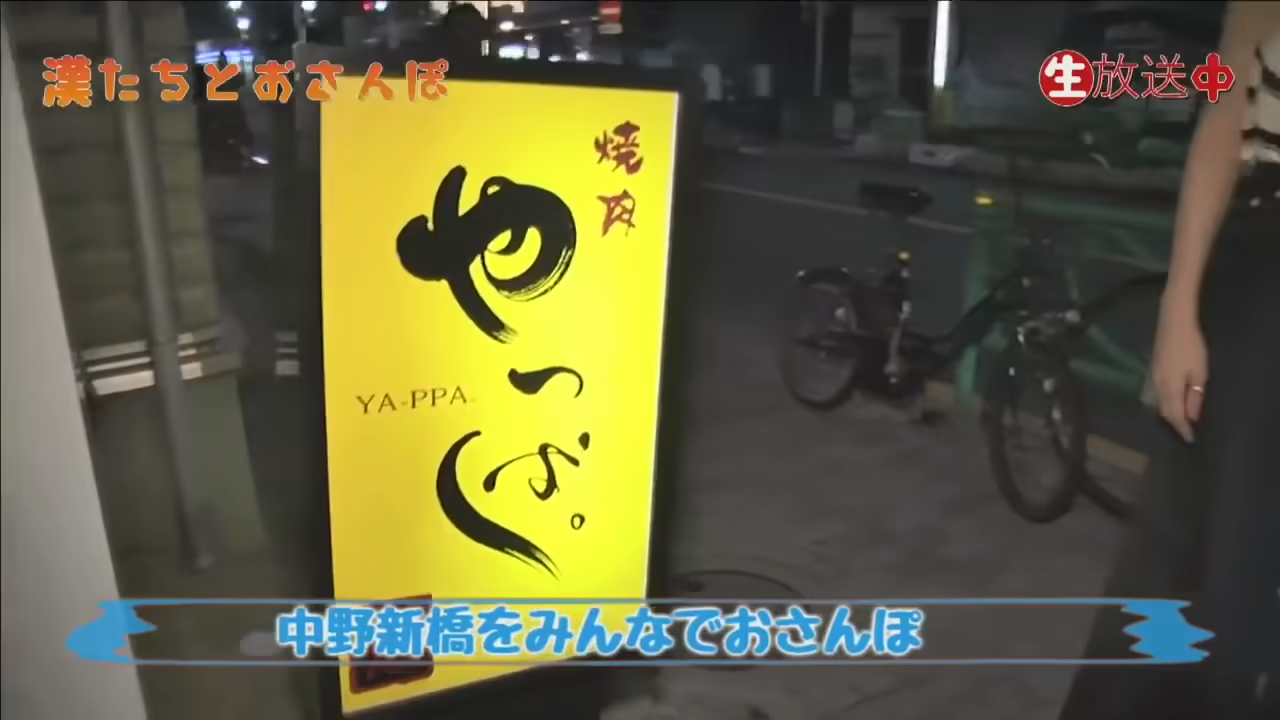 漢たちとおさんぽ
生放送中
焼肉
やっぱ。
YA-PPA.
中野新橋をみんなでおさんぽ